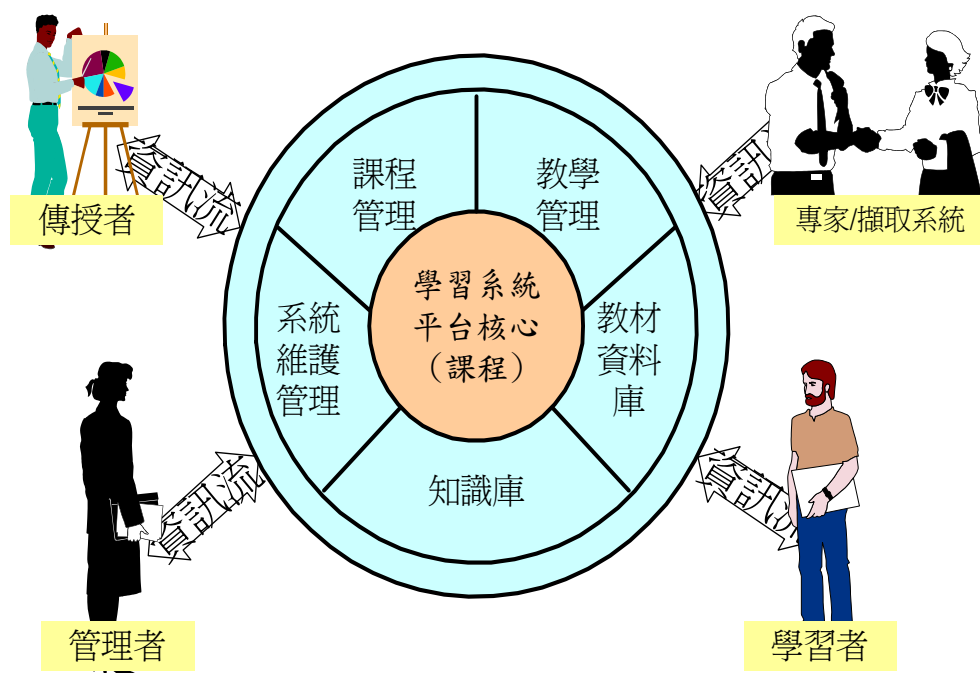 資訊流
資訊
傳授者
專家/擷取系統
課程
管理
教學
管理
學習系統
平台核心
（課程）
系統
維護
管理
教材
資料
庫
知識庫
資訊流
資訊流
管理者
學習者